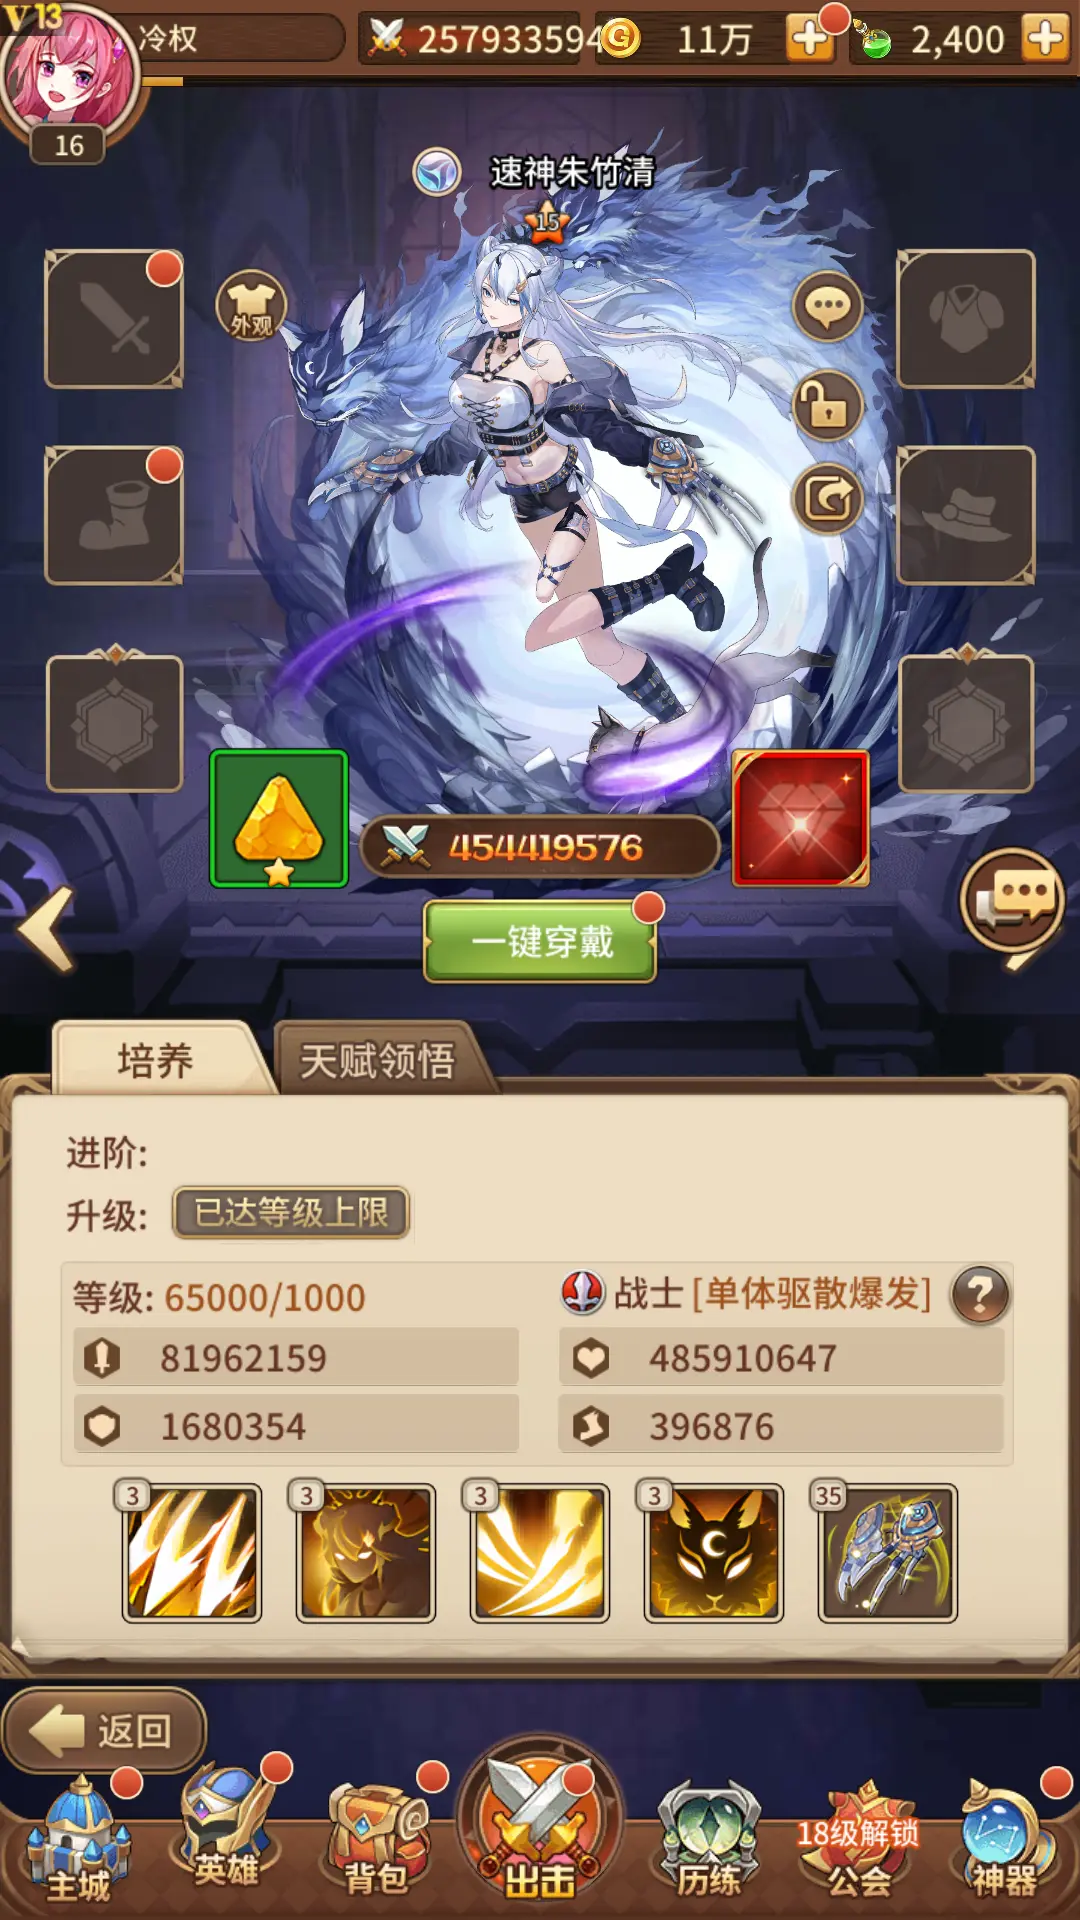 V13
冷权
257933594
11万
2,400
16
速神朱竹清
15
外观
454419576
一键穿戴
培养
天赋领悟
进阶:
升级: 已达等级上限
等级: 65000/1000
战士 [单体驱散爆发]
?
81962159
485910647
1680354
396876
3
3
3
3
35
返回
主城
英雄
背包
出击
历练
18级解锁
公会
神器